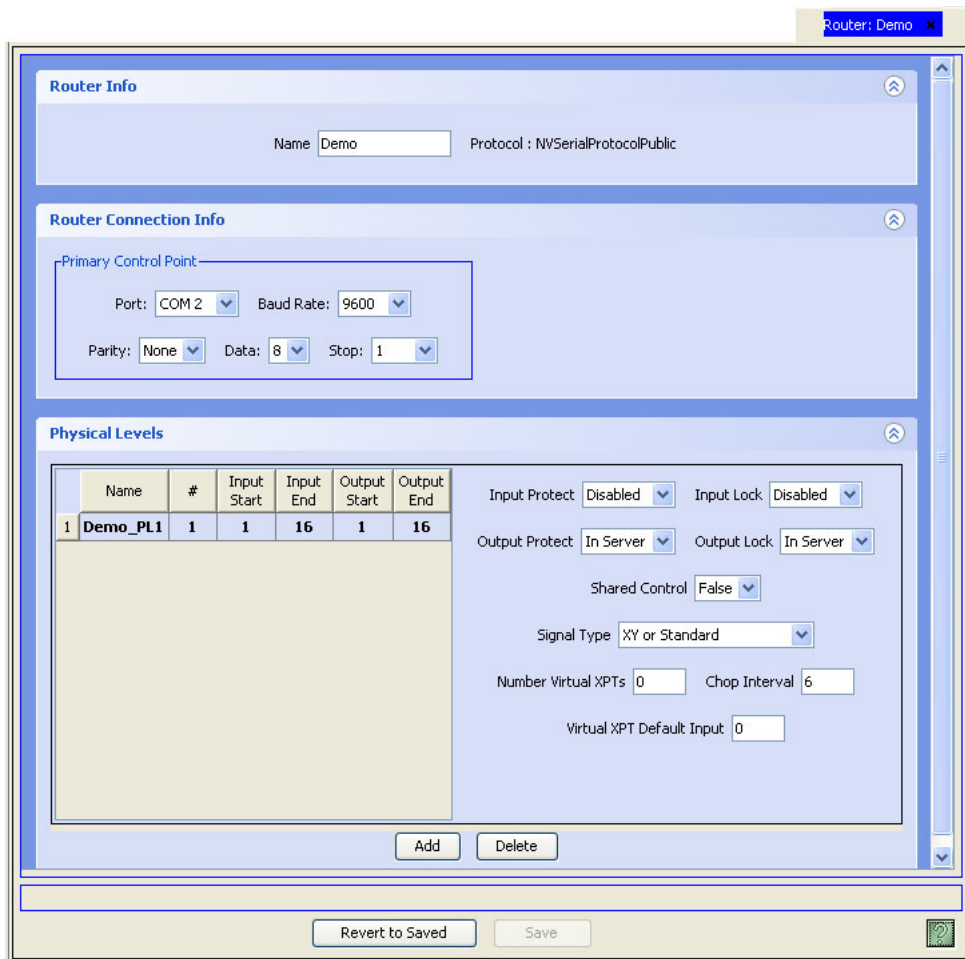 Router: Demo ×
Router Info
Name Demo Protocol : NVSerialProtocolPublic
Router Connection Info
Primary Control Point
Port: COM 2 Baud Rate: 9600
Parity: None Data: 8 Stop: 1
Physical Levels
Name # Input Start Input End Output Start Output End
1 Demo_PL1 1 1 16 1 16
Input Protect Disabled Input Lock Disabled
Output Protect In Server Output Lock In Server
Shared Control False
Signal Type XY or Standard
Number Virtual XPTs 0 Chop Interval 6
Virtual XPT Default Input 0
Add Delete
Revert to Saved Save
?